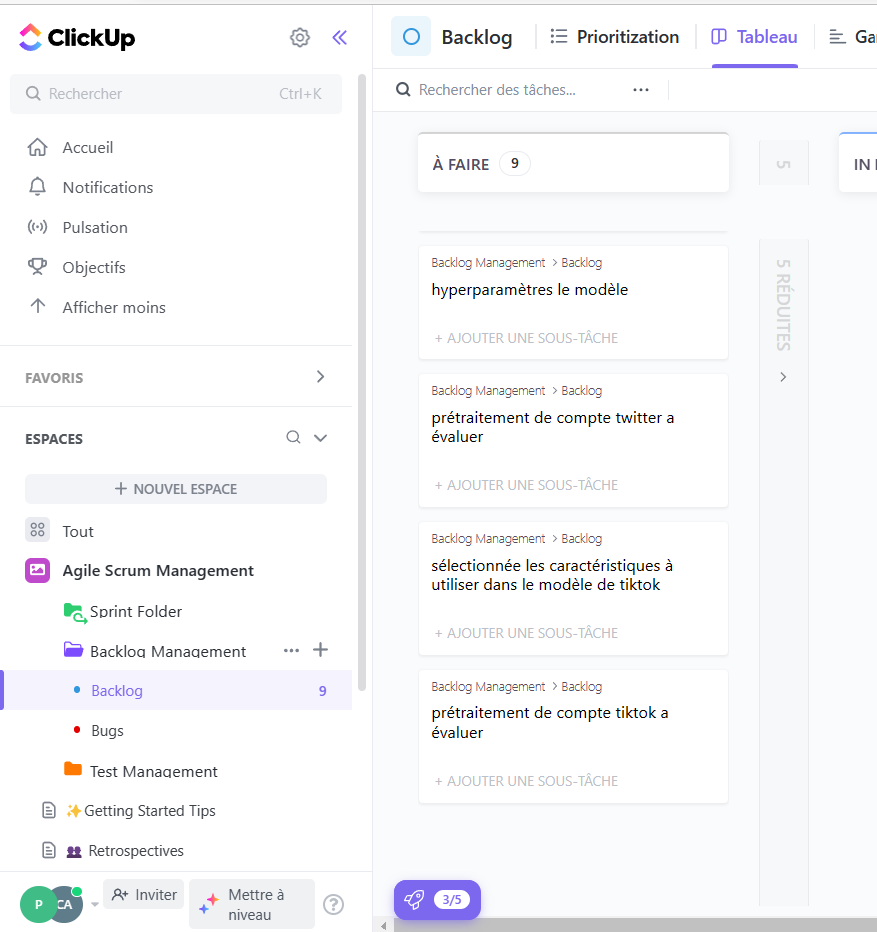 ClickUp
Rechercher Ctrl+K
Accueil
Notifications
Pulsation
Objectifs
Afficher moins
FAVORIS
ESPACES
+ NOUVEL ESPACE
Tout
Agile Scrum Management
Sprint Folder
Backlog Management
Backlog 9
Bugs
Test Management
Getting Started Tips
Retrospectives
P
CA
Inviter
Mettre à
niveau
Backlog
Prioritization
Tableau
Ga
Rechercher des tâches...
À FAIRE 9
Backlog Management > Backlog
hyperparamètres le modèle
+ AJOUTER UNE SOUS-TÂCHE
Backlog Management > Backlog
prétraitement de compte twitter a
évaluer
+ AJOUTER UNE SOUS-TÂCHE
Backlog Management > Backlog
sélectionnée les caractéristiques à
utiliser dans le modèle de tiktok
+ AJOUTER UNE SOUS-TÂCHE
Backlog Management > Backlog
prétraitement de compte tiktok a
évaluer
+ AJOUTER UNE SOUS-TÂCHE
3/5
5
5 RÉDUITES
IN